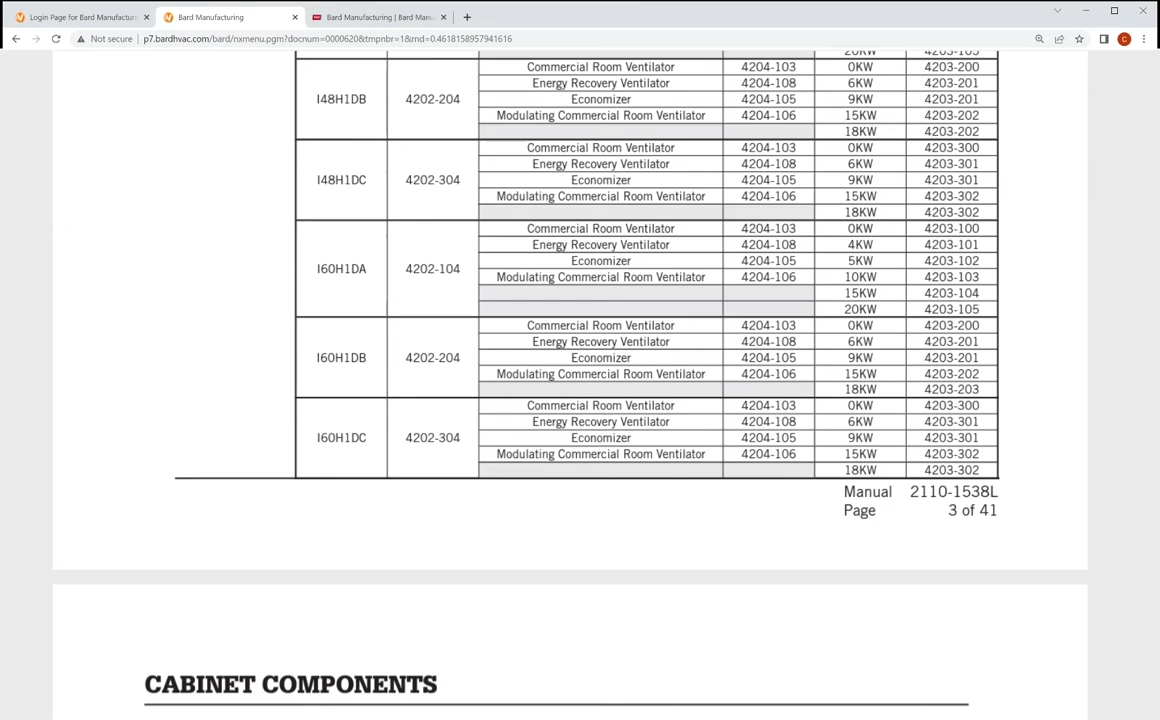 Login Page for Bard Manufacturi
Bard Manufacturing
Bard Manufacturing | Bard Manu
Not secure | p7.bardhvac.com/bard/nxmenu.pgm?docnum=0000620&tmpnbr=1&rnd=0.4618158957941616
C
20KW 4203-105
Commercial Room Ventilator 4204-103 0KW 4203-200
Energy Recovery Ventilator 4204-108 6KW 4203-201
I48H1DB 4202-204 Economizer 4204-105 9KW 4203-201
Modulating Commercial Room Ventilator 4204-106 15KW 4203-202
18KW 4203-202
Commercial Room Ventilator 4204-103 0KW 4203-300
Energy Recovery Ventilator 4204-108 6KW 4203-301
I48H1DC 4202-304 Economizer 4204-105 9KW 4203-301
Modulating Commercial Room Ventilator 4204-106 15KW 4203-302
18KW 4203-302
Commercial Room Ventilator 4204-103 0KW 4203-100
Energy Recovery Ventilator 4204-108 4KW 4203-101
I60H1DA 4202-104 Economizer 4204-105 5KW 4203-102
Modulating Commercial Room Ventilator 4204-106 10KW 4203-103
15KW 4203-104
20KW 4203-105
Commercial Room Ventilator 4204-103 0KW 4203-200
Energy Recovery Ventilator 4204-108 6KW 4203-201
I60H1DB 4202-204 Economizer 4204-105 9KW 4203-201
Modulating Commercial Room Ventilator 4204-106 15KW 4203-202
18KW 4203-203
Commercial Room Ventilator 4204-103 0KW 4203-300
Energy Recovery Ventilator 4204-108 6KW 4203-301
I60H1DC 4202-304 Economizer 4204-105 9KW 4203-301
Modulating Commercial Room Ventilator 4204-106 15KW 4203-302
18KW 4203-302
Manual 2110-1538L
Page 3 of 41
CABINET COMPONENTS